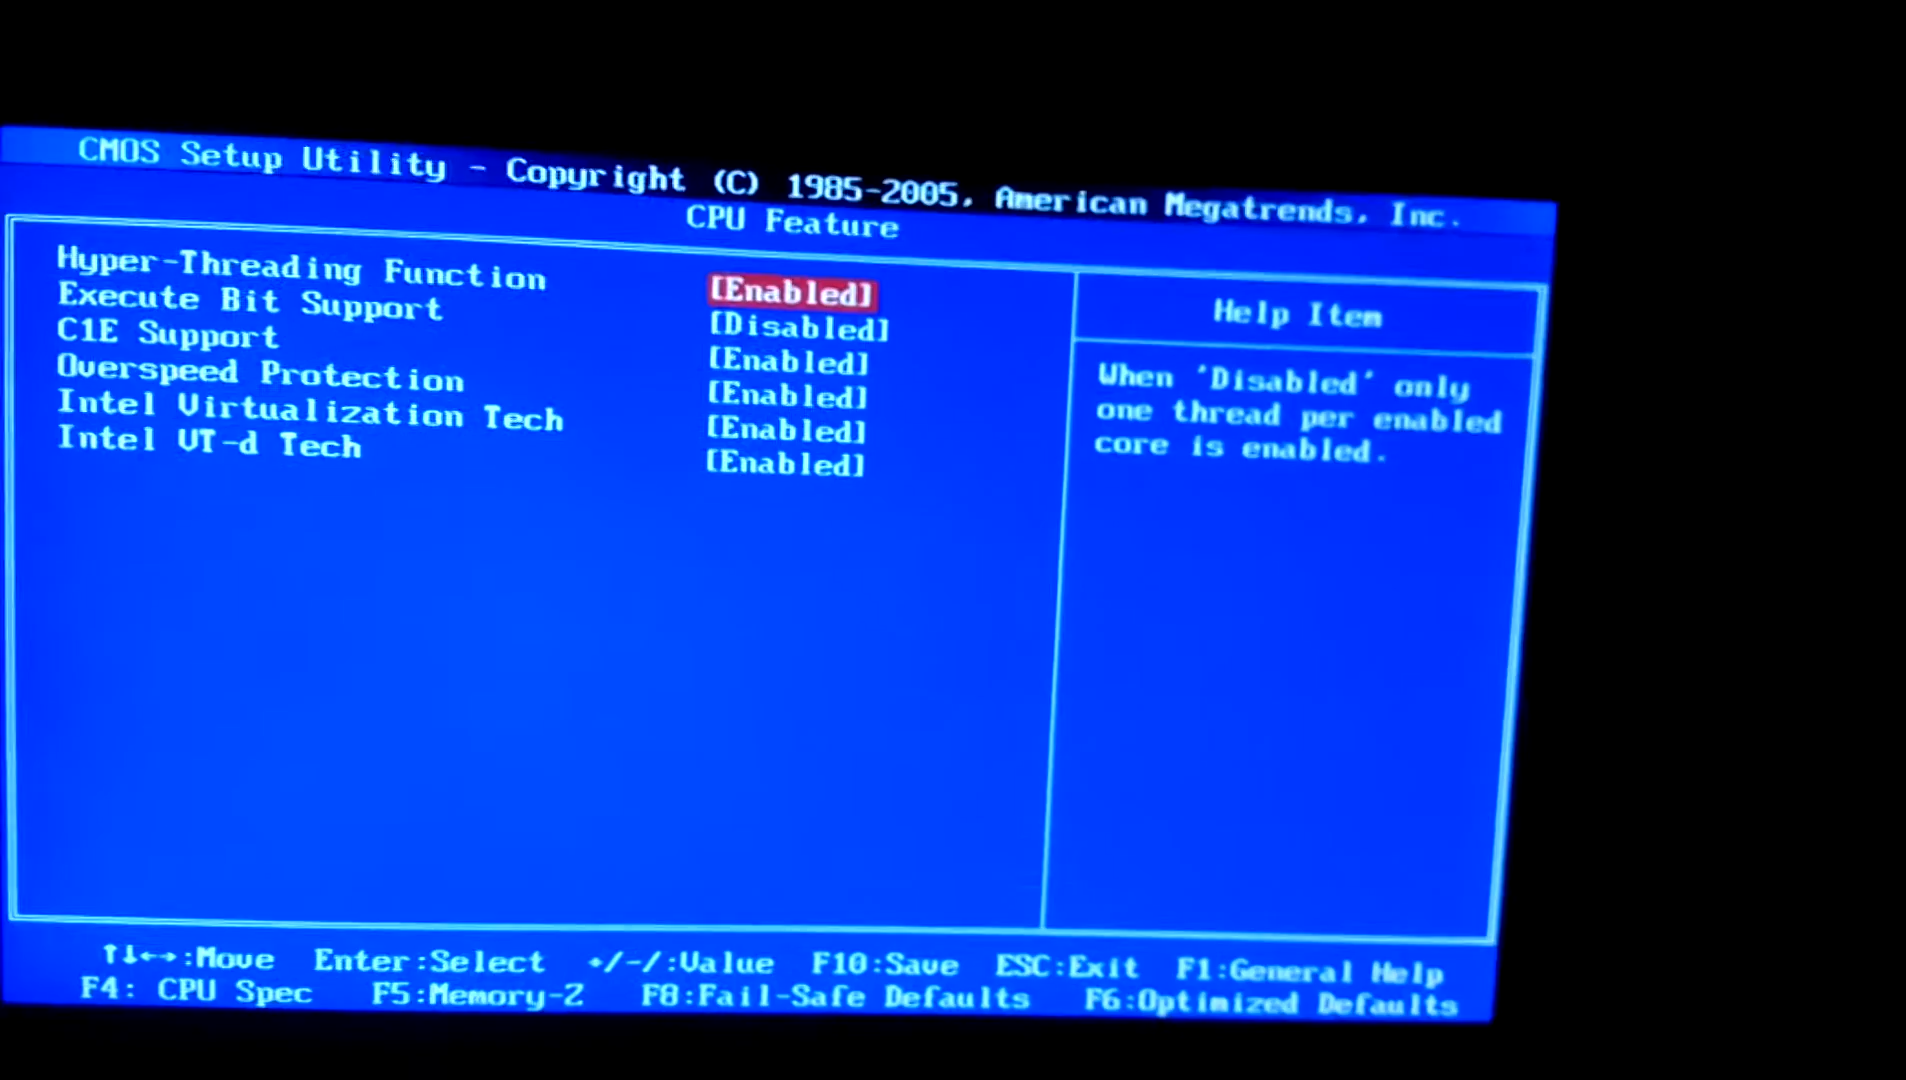 CMOS Setup Utility - Copyright (C) 1985-2005, American Megatrends, Inc.
CPU Feature
Hyper-Threading Function [Enabled]
Execute Bit Support [Disabled]
C1E Support [Enabled]
Overspeed Protection [Enabled]
Intel Virtualization Tech [Enabled]
Intel VT-d Tech [Enabled]
Help Item
When 'Disabled' only
one thread per enabled
core is enabled.
↑↓←→:Move Enter:Select +/-/:Value F10:Save ESC:Exit F1:General Help
F4: CPU Spec F5:Memory-Z F8:Fail-Safe Defaults F6:Optimized Defaults